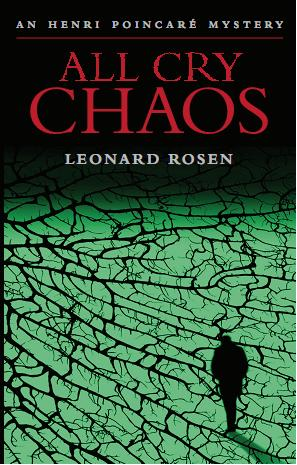 AN HENRI POINCARÉ MYSTERY
ALL CRY
CHAOS
LEONARD ROSEN